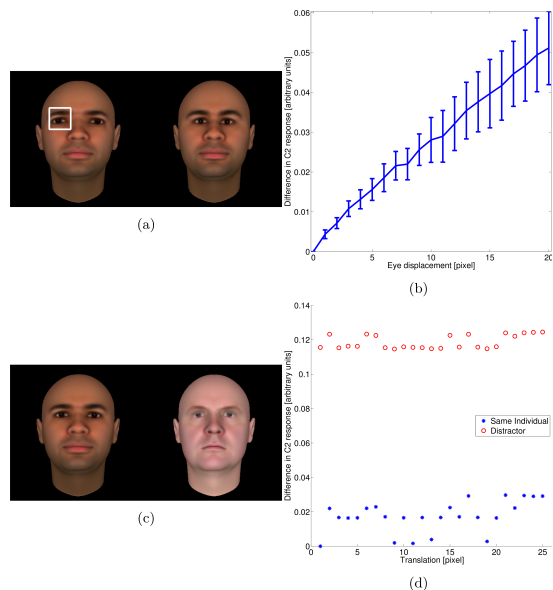 (a)
Difference in C2 response [arbitrary units]
0.06
0.05
0.04
0.03
0.02
0.01
0
0
5
10
15
20
Eye displacement [pixel]
(b)
(c)
Difference in C2 response [arbitrary units]
0.14
0.12
0.1
0.08
0.06
0.04
0.02
0
0
5
10
15
20
25
Translation [pixel]
Same Individual
Distractor
(d)